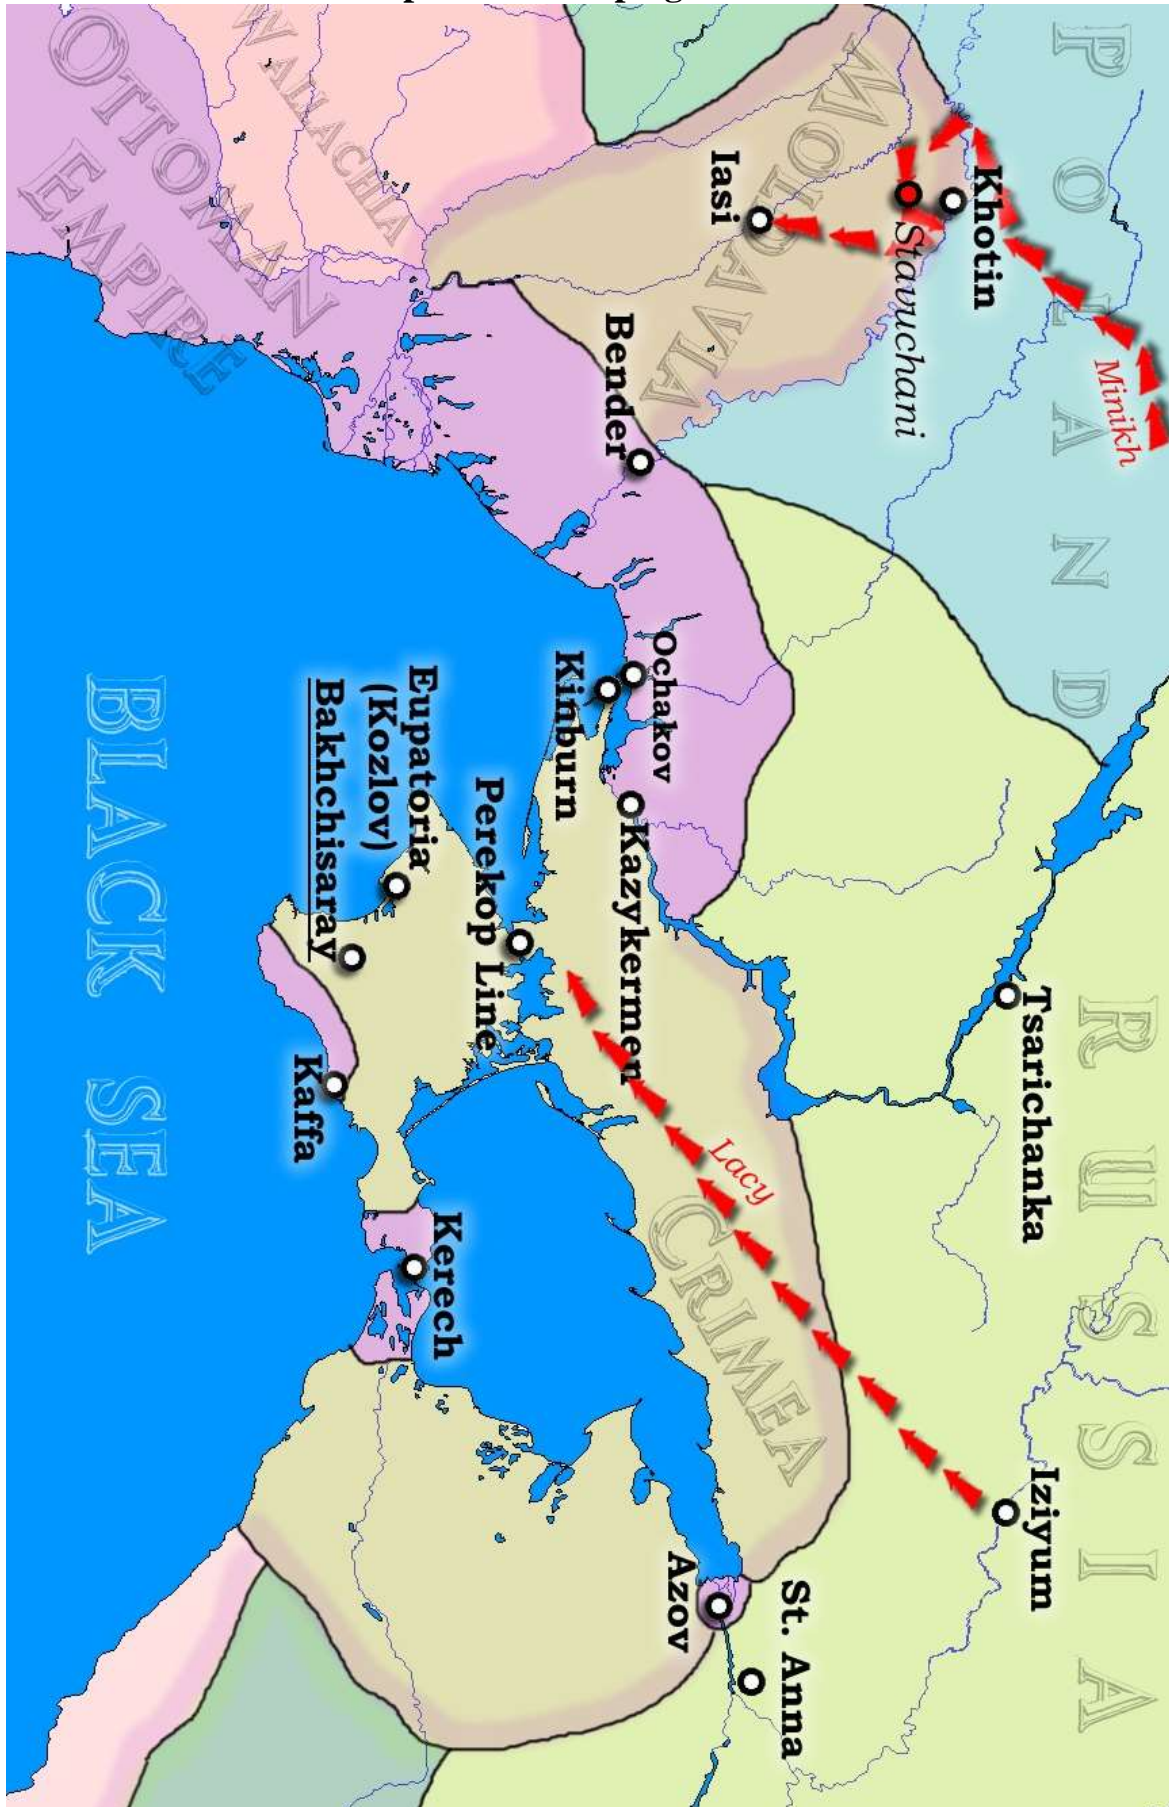 POLAND
RUSSIA
OTTOMAN
EMPIRE
WALLACHIA
MOLDAVIA
CRIMEA
BLACK SEA
Minikh
Khotin
Stavuchani
Iasi
Bender
Ochakov
Kinburn
Kazykermen
Perekop Line
Eupatoria
(Kozlov)
Bakhchisaray
Kaffa
Kerech
Tsarichanka
Lacy
Iziyum
Azov
St. Anna